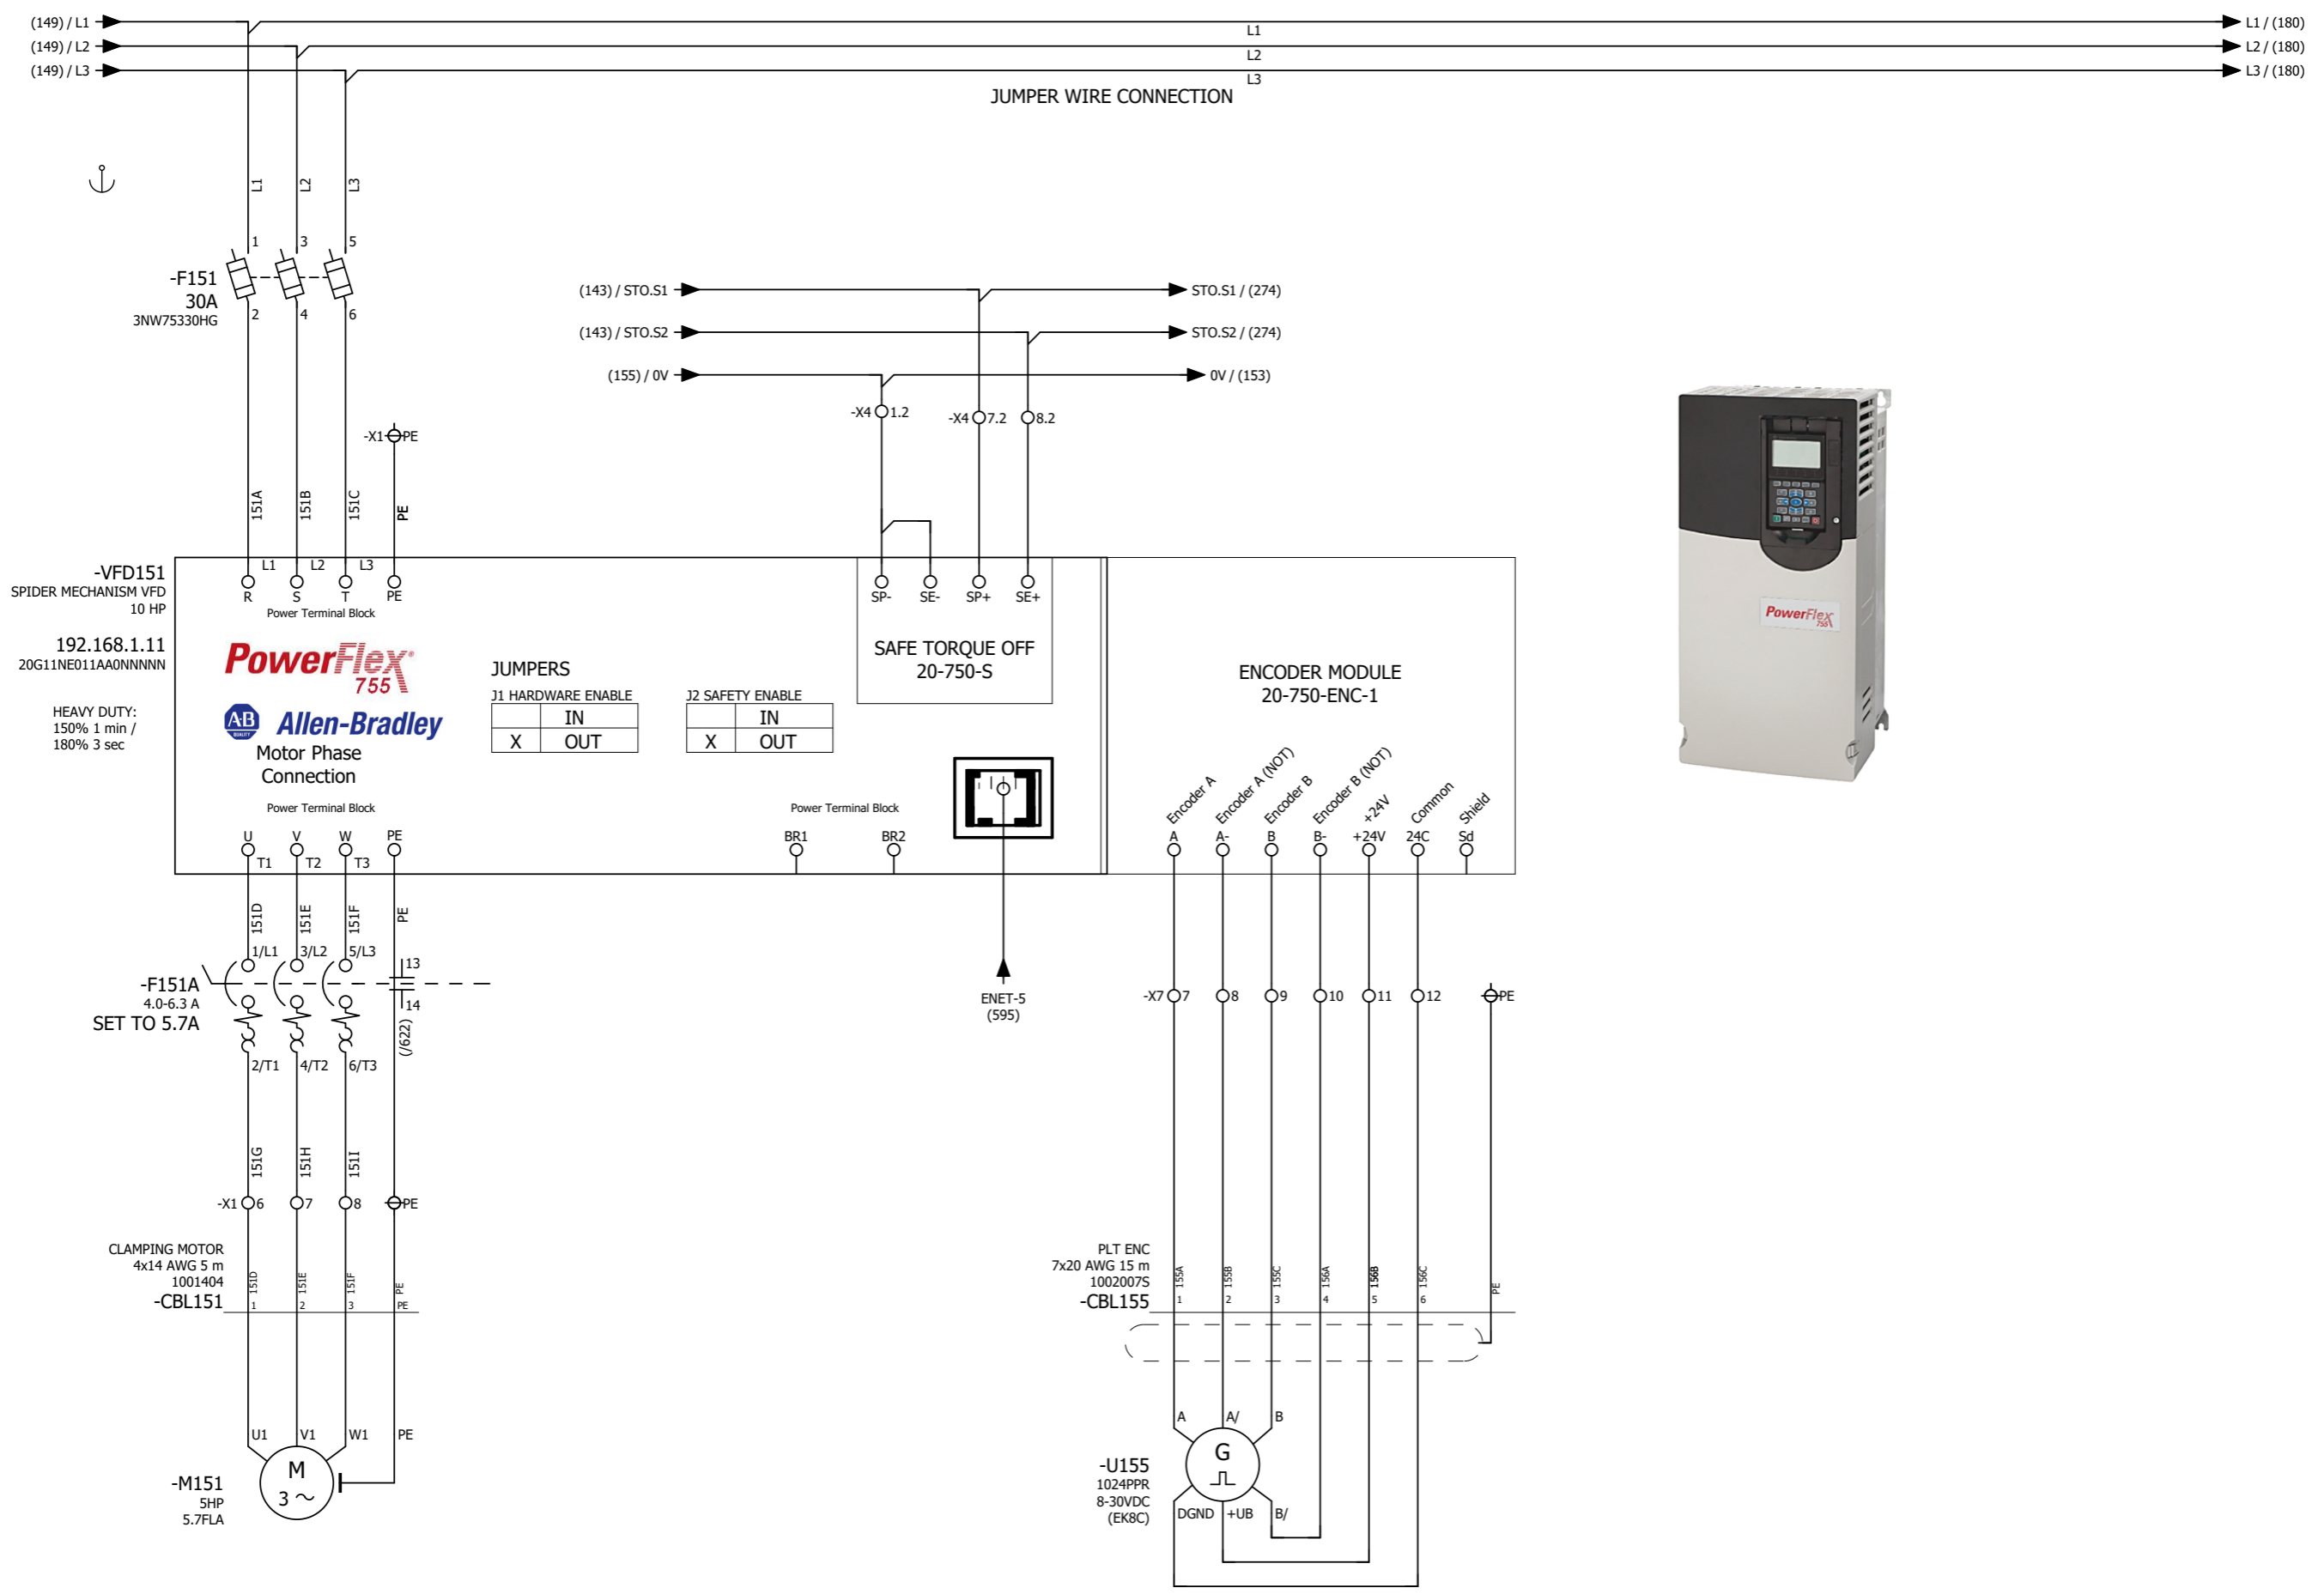 (149) / L1
L1 / (180)
L1
(149) / L2
L2 / (180)
L2
(149) / L3
L3 / (180)
L3
JUMPER WIRE CONNECTION
L1
L2
L3
1
3
5
-F151
30A
3NW75330HG
2
4
6
(143) / STO.S1
STO.S1 / (274)
(143) / STO.S2
STO.S2 / (274)
(155) / 0V
0V / (153)
-X4
1.2
-X4
7.2
8.2
-X1
PE
151A
151B
151C
PE
-VFD151
SPIDER MECHANISM VFD
10 HP
192.168.1.11
20G11NE011AA0NNNNN
HEAVY DUTY:
150% 1 min /
180% 3 sec
L1
L2
L3
R
S
T
PE
Power Terminal Block
PowerFlex
755
A-B
QUALITY
Allen-Bradley
Motor Phase
Connection
Power Terminal Block
U
V
W
PE
T1
T2
T3
JUMPERS
J1 HARDWARE ENABLE
IN
X OUT
J2 SAFETY ENABLE
IN
X OUT
SP-
SE-
SP+
SE+
SAFE TORQUE OFF
20-750-S
Power Terminal Block
BR1
BR2
ENCODER MODULE
20-750-ENC-1
Encoder A
Encoder A (NOT)
Encoder B
Encoder B (NOT)
+24V
Common
Shield
A
A-
B
B-
+24V
24C
Sd
PowerFlex
755
151D
151E
151F
PE
1/L1
3/L2
5/L3
13
-F151A
4.0-6.3 A
SET TO 5.7A
14
(/622)
2/T1
4/T2
6/T3
ENET-5
(595)
-X7
7
8
9
10
11
12
PE
151G
151H
151I
-X1
6
7
8
PE
CLAMPING MOTOR
4x14 AWG 5 m
1001404
-CBL151
151D
151E
151F
PE
1
2
3
PE
PLT ENC
7x20 AWG 15 m
1002007S
-CBL155
155A
155B
155C
156A
156B
156C
PE
1
2
3
4
5
6
U1
V1
W1
PE
M
3 ~
-M151
5HP
5.7FLA
A
A/
B
G
-U155
1024PPR
8-30VDC
(EK8C)
DGND
+UB
B/